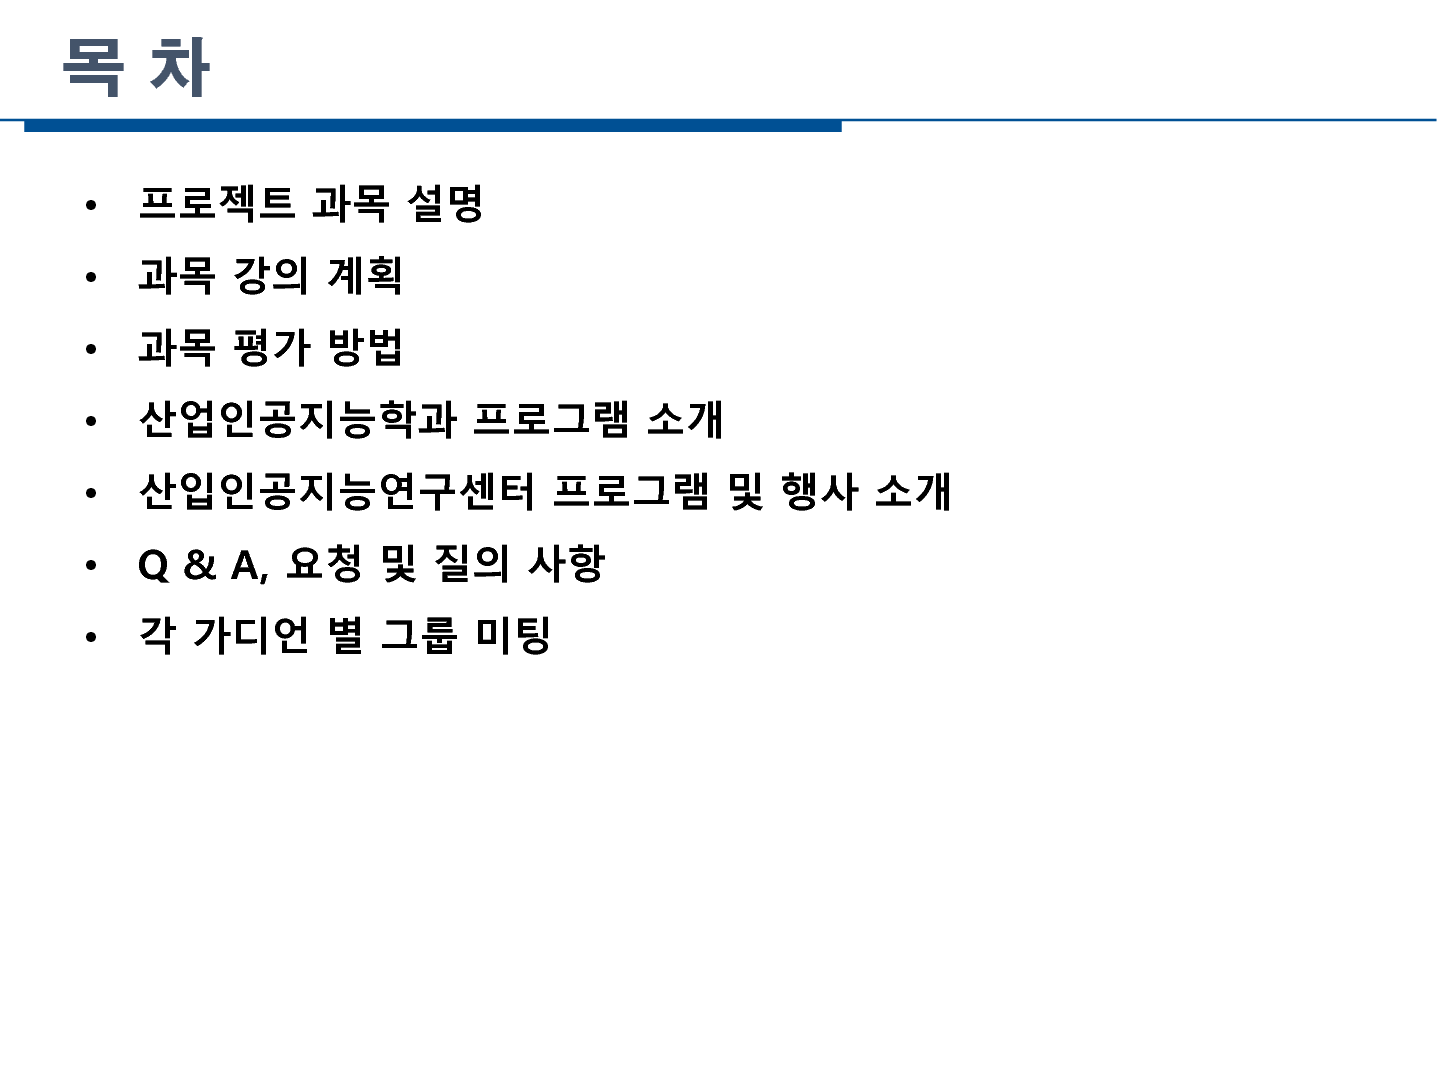 목 차
• 프로젝트 과목 설명
• 과목 강의 계획
• 과목 평가 방법
• 산업인공지능학과 프로그램 소개
• 산입인공지능연구센터 프로그램 및 행사 소개
• Q & A, 요청 및 질의 사항
• 각 가디언 별 그룹 미팅